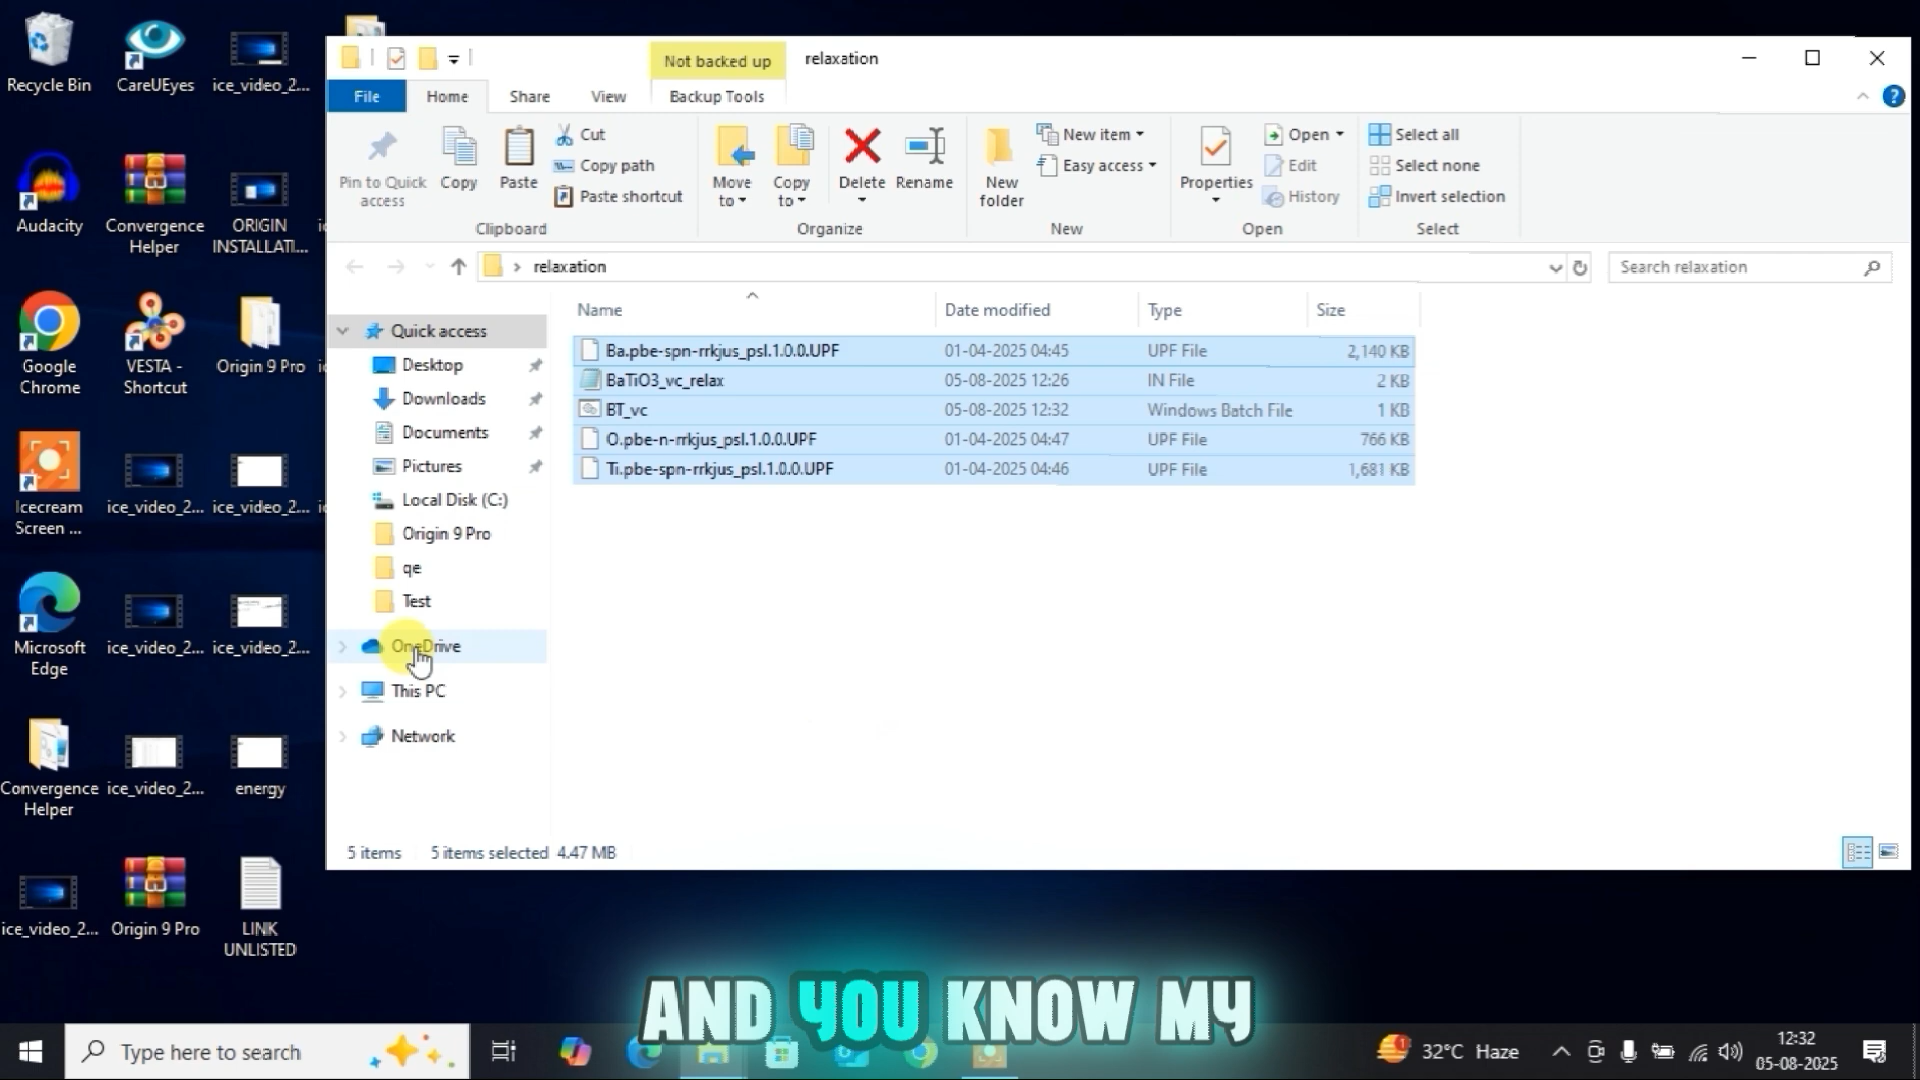 Recycle Bin
CareUEyes
ice_video_2...
Audacity
Convergence
Helper
ORIGIN
INSTALLATI...
Google
Chrome
VESTA -
Shortcut
Origin 9 Pro
Icecream
Screen ...
ice_video_2...
ice_video_2...
Microsoft
Edge
ice_video_2...
ice_video_2...
Convergence
Helper
ice_video_2...
energy
ice_video_2...
Origin 9 Pro
LINK
UNLISTED
Not backed up
relaxation
File
Home
Share
View
Backup Tools
Pin to Quick
access
Copy
Paste
Cut
Copy path
Paste shortcut
Clipboard
Move
to
Copy
to
Delete
Rename
Organize
New
folder
New item
Easy access
New
Properties
Open
Edit
History
Open
Select all
Select none
Invert selection
Select
relaxation
Search relaxation
Name
Date modified
Type
Size
Ba.pbe-spn-rrkjus_psl.1.0.0.UPF 01-04-2025 04:45 UPF File 2,140 KB
BaTiO3_vc_relax 05-08-2025 12:26 IN File 2 KB
BT_vc 05-08-2025 12:32 Windows Batch File 1 KB
O.pbe-n-rrkjus_psl.1.0.0.UPF 01-04-2025 04:47 UPF File 766 KB
Ti.pbe-spn-rrkjus_psl.1.0.0.UPF 01-04-2025 04:46 UPF File 1,681 KB
Quick access
Desktop
Downloads
Documents
Pictures
Local Disk (C:)
Origin 9 Pro
qe
Test
OneDrive
This PC
Network
5 items 5 items selected 4.47 MB
AND YOU KNOW MY
Type here to search
32°C Haze
12:32
05-08-2025